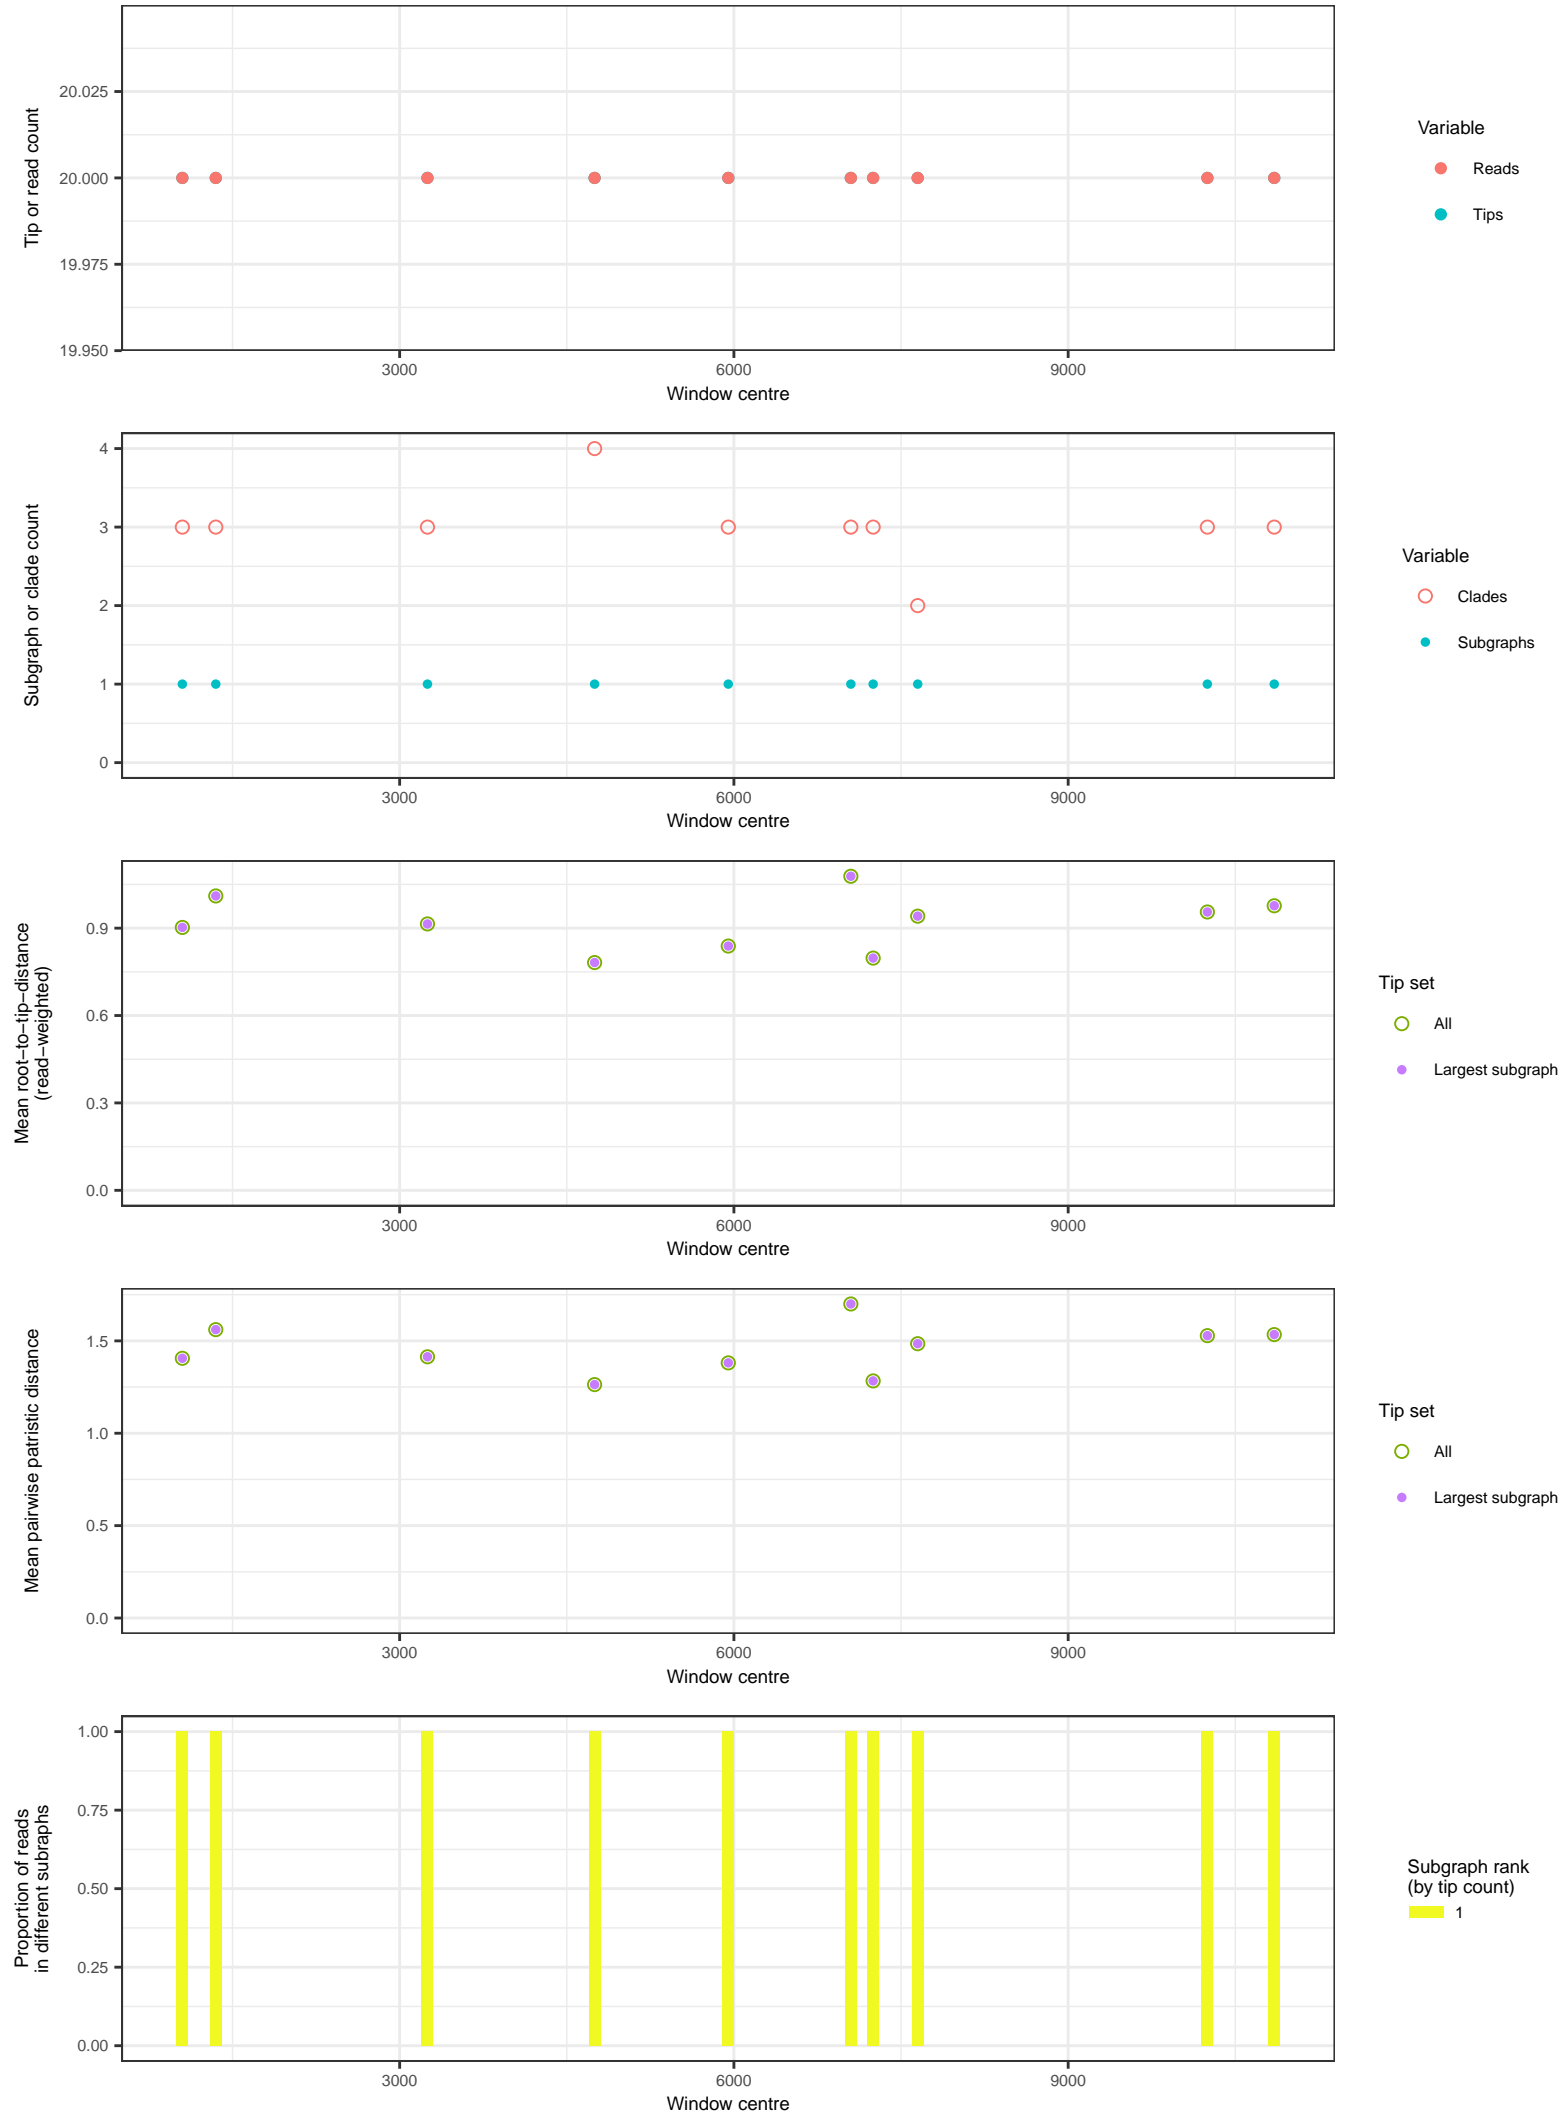 20.025
20.000
19.975
19.950
Tip or read count
3000
6000
9000
Window centre
Variable
Reads
Tips
4
3
2
1
0
Subgraph or clade count
3000
6000
9000
Window centre
Variable
Clades
Subgraphs
0.9
0.6
0.3
0.0
Mean root−to−tip−distance
(read−weighted)
3000
6000
9000
Window centre
Tip set
All
Largest subgraph
1.5
1.0
0.5
0.0
Mean pairwise patristic distance
3000
6000
9000
Window centre
Tip set
All
Largest subgraph
1.00
0.75
0.50
0.25
0.00
Proportion of reads
in different subraphs
3000
6000
9000
Window centre
Subgraph rank
(by tip count)
1